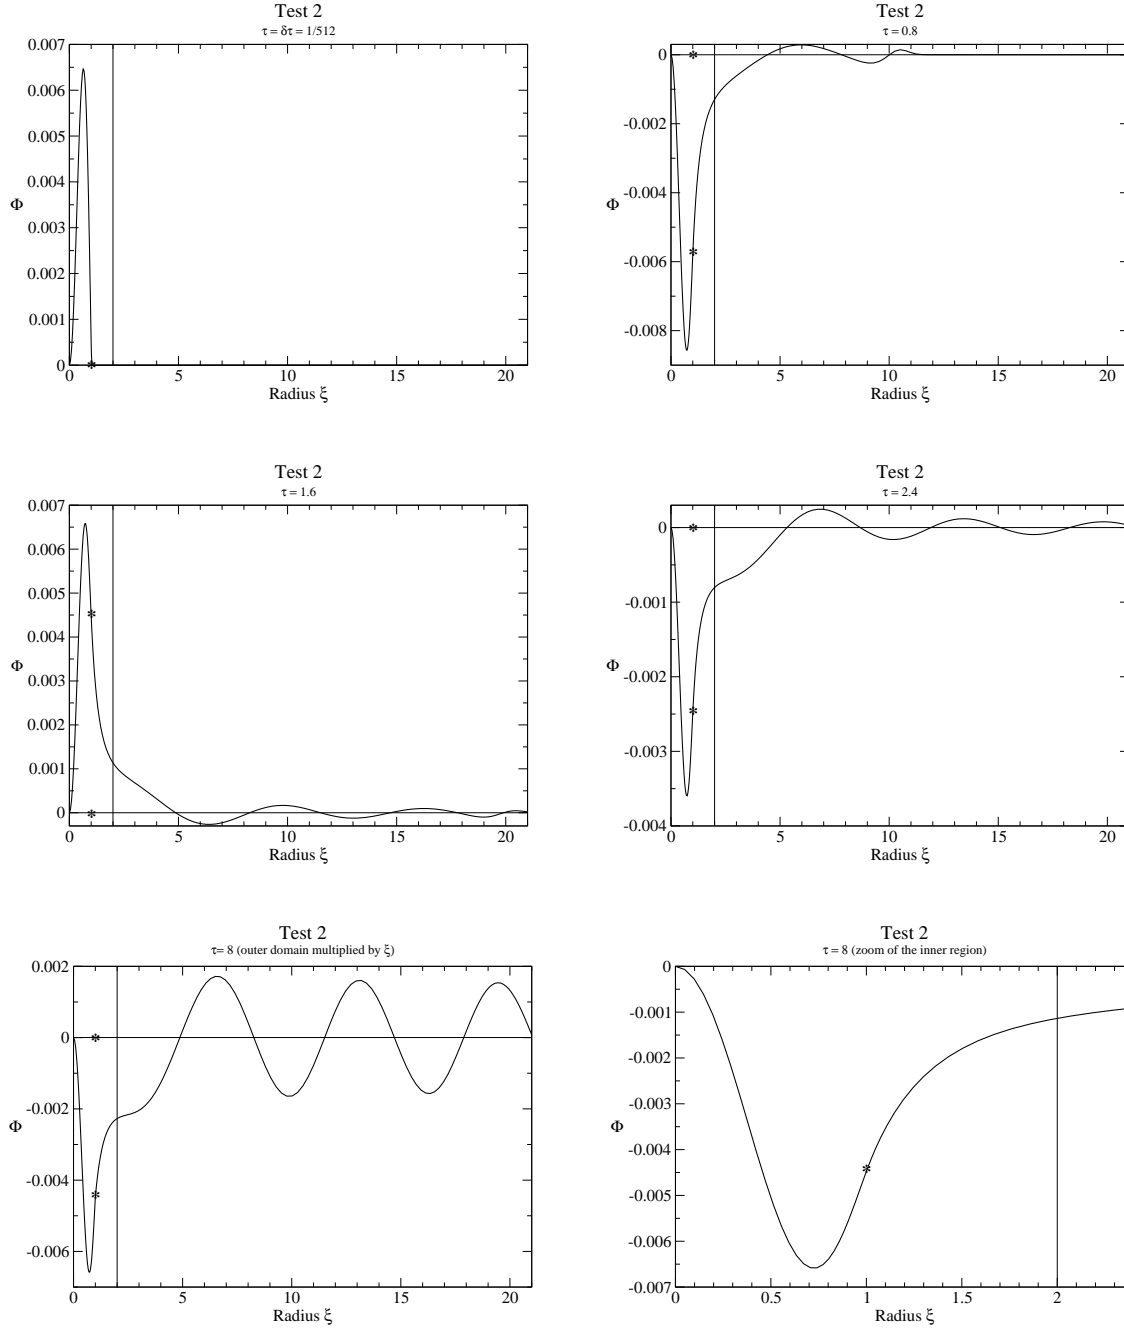 Test 2
τ = δτ = 1/512
0.007
0.006
0.005
0.004
0.003
0.002
0.001
0
Φ
0 5 10 15 20
Radius ξ
Test 2
τ = 0.8
0
-0.002
-0.004
-0.006
-0.008
Φ
0 5 10 15 20
Radius ξ
Test 2
τ = 1.6
0.007
0.006
0.005
0.004
0.003
0.002
0.001
0
Φ
0 5 10 15 20
Radius ξ
Test 2
τ = 2.4
0
-0.001
-0.002
-0.003
-0.004
Φ
0 5 10 15 20
Radius ξ
Test 2
τ= 8 (outer domain multiplied by ξ)
0.002
0
-0.002
-0.004
-0.006
Φ
0 5 10 15 20
Radius ξ
Test 2
τ = 8 (zoom of the inner region)
0
-0.001
-0.002
-0.003
-0.004
-0.005
-0.006
-0.007
Φ
0 0.5 1 1.5 2
Radius ξ